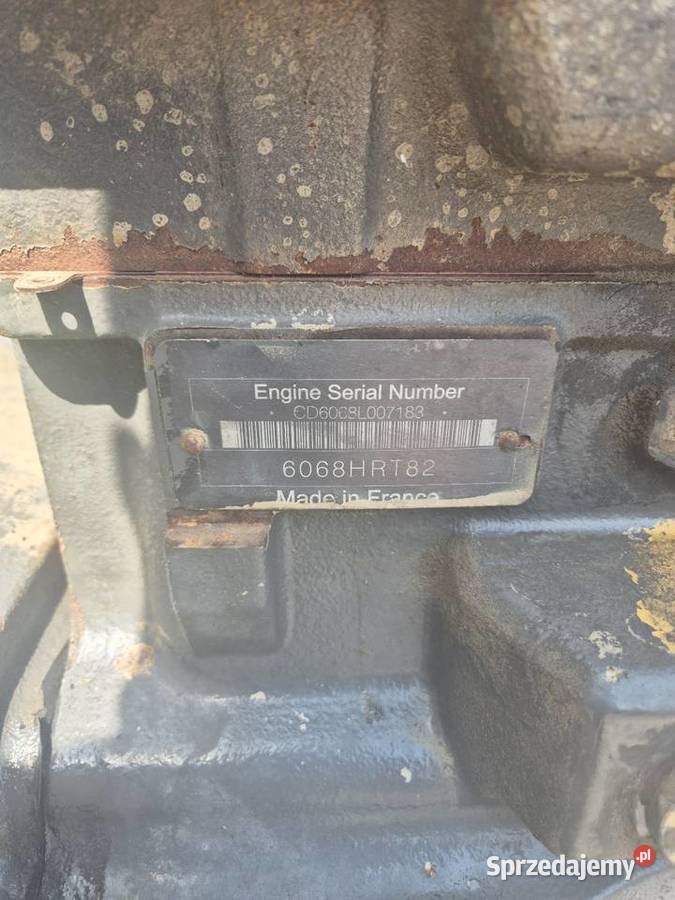 Engine Serial Number
CD6068L007183
6068HRT82
Made in France
Sprzedajemy.pl